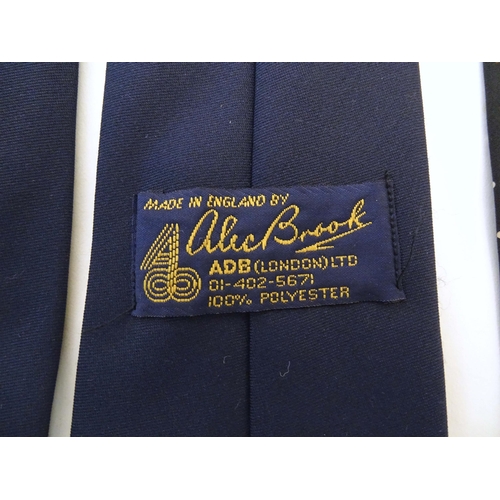 MADE IN ENGLAND BY
Alec Brook
ADB (LONDON) LTD
01-402-5671
100% POLYESTER